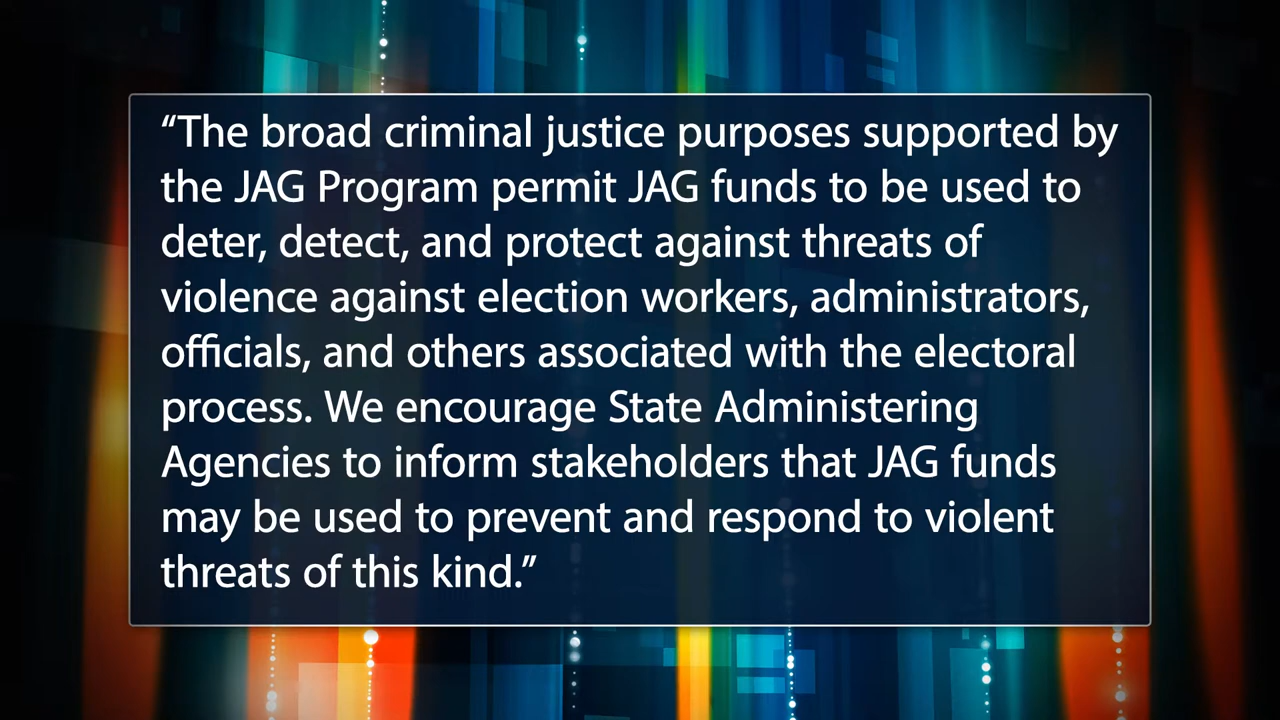 “The broad criminal justice purposes supported by
the JAG Program permit JAG funds to be used to
deter, detect, and protect against threats of
violence against election workers, administrators,
officials, and others associated with the electoral
process. We encourage State Administering
Agencies to inform stakeholders that JAG funds
may be used to prevent and respond to violent
threats of this kind.”